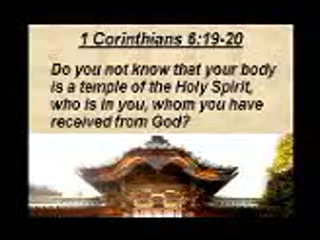 1 Corinthians 6:19-20
Do you not know that your body
is a temple of the Holy Spirit,
who is in you, whom you have
received from God?